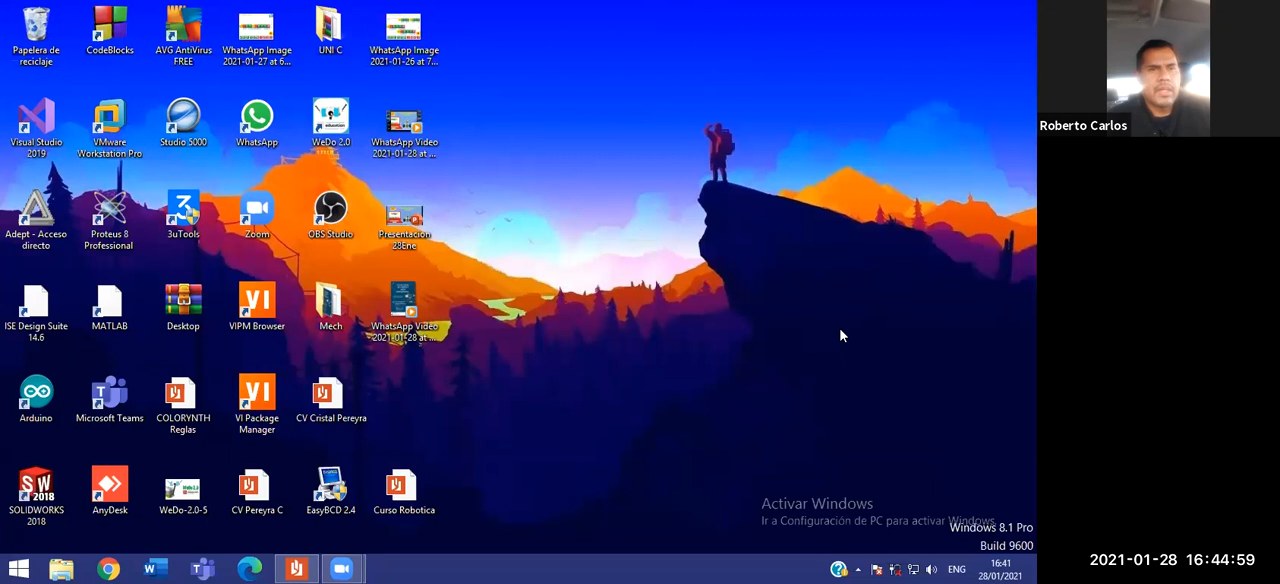 Papelera de
reciclaje
CodeBlocks
AVG AntiVirus
FREE
WhatsApp Image
2021-01-27 at 6...
UNI C
WhatsApp Image
2021-01-26 at 7...
Visual Studio
2019
VMware
Workstation Pro
Studio 5000
WhatsApp
education
WeDo 2.0
WhatsApp Video
2021-01-28 at ...
Adept - Acceso
directo
Proteus 8
Professional
3uTools
Zoom
OBS Studio
Presentacion
28Ene
ISE Design Suite
14.6
MATLAB
Desktop
VI
VIPM Browser
Mech
WhatsApp Video
2021-01-28 at ...
Arduino
Microsoft Teams
COLORYNTH
Reglas
VI
VI Package
Manager
CV Cristal Pereyra
SW
2018
SOLIDWORKS
2018
AnyDesk
WeDo-2.0-5
CV Pereyra C
EasyBCD 2.4
Curso Robotica
Roberto Carlos
Activar Windows
Ir a Configuración de PC para activar Windows.
Windows 8.1 Pro
Build 9600
ENG
16:41
28/01/2021
2021-01-28 16:44:59